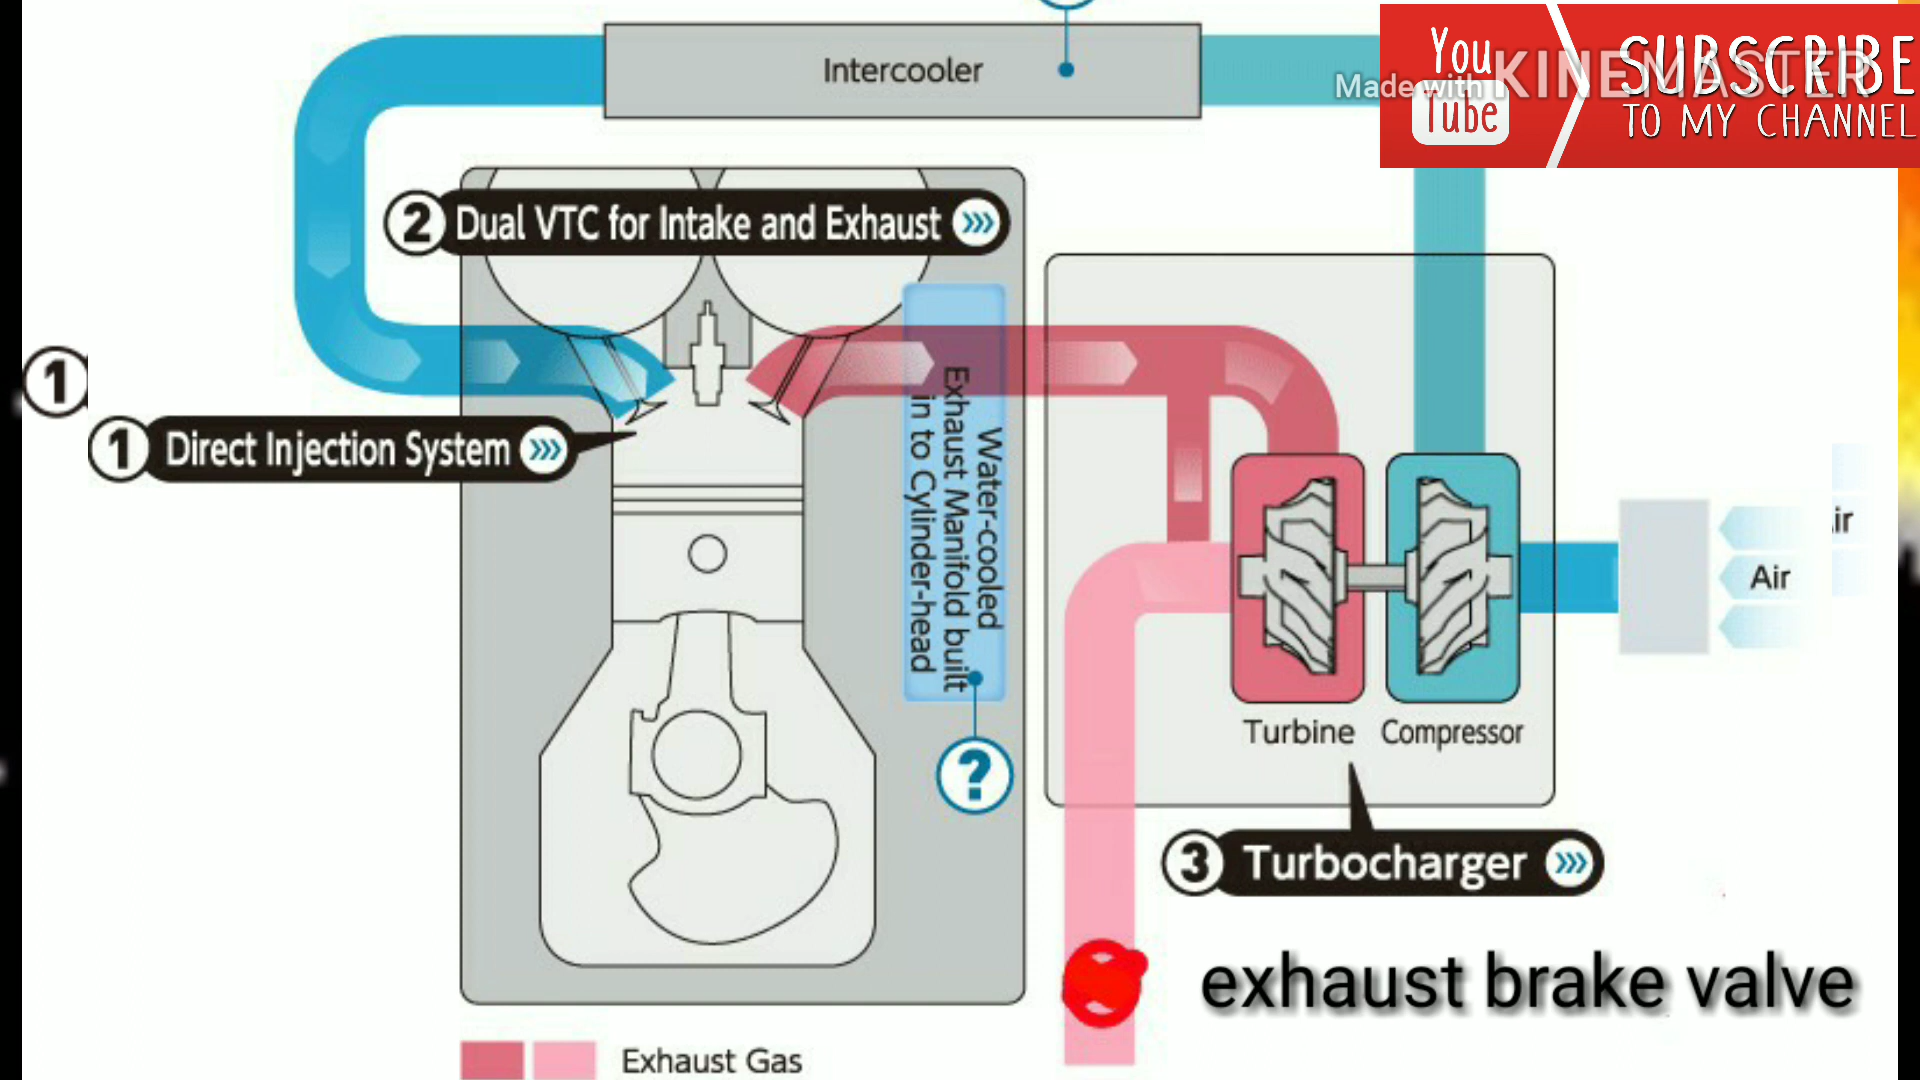 Intercooler
You
Tube
SUBSCRIBE
TO MY CHANNEL
Made with KINEMASTER
2 Dual VTC for Intake and Exhaust
1
1 Direct Injection System
Water-cooled
Exhaust Manifold built
in to Cylinder-head
?
Air
Turbine
Compressor
3 Turbocharger
exhaust brake valve
Exhaust Gas